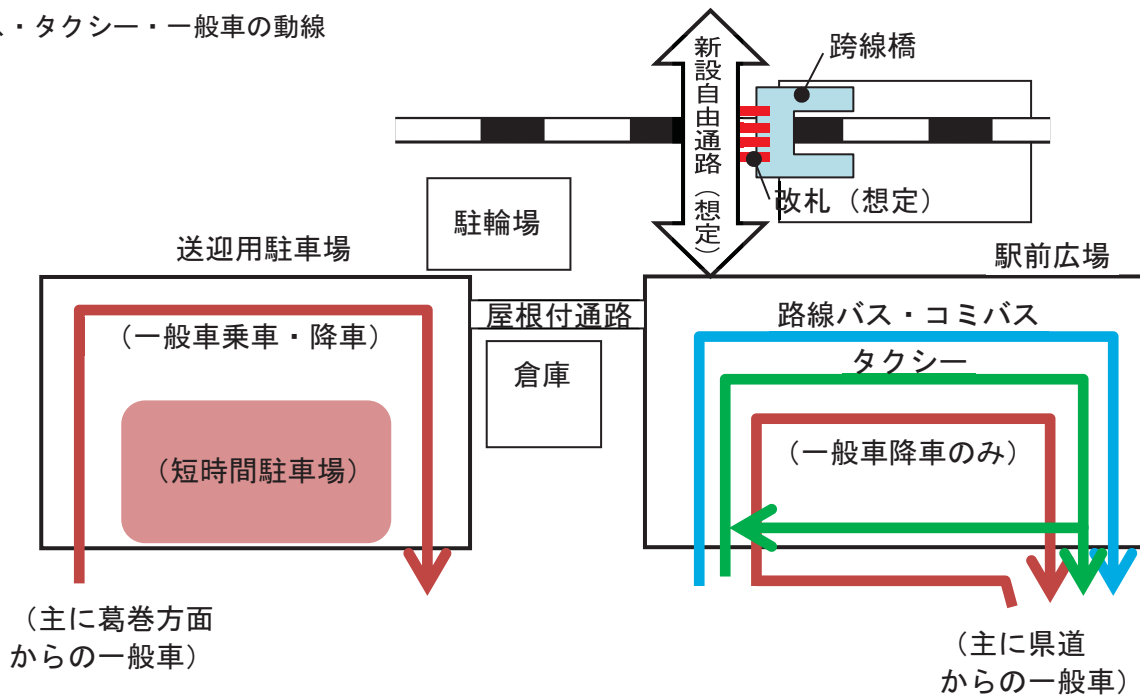 ・タクシー・一般車の動線
跨線橋
新設自由通路（想定）
改札（想定）
駐輪場
送迎用駐車場
駅前広場
屋根付通路
路線バス・コミバス
（一般車乗車・降車）
タクシー
倉庫
（一般車降車のみ）
（短時間駐車場）
（主に葛巻方面
からの一般車）
（主に県道
からの一般車）